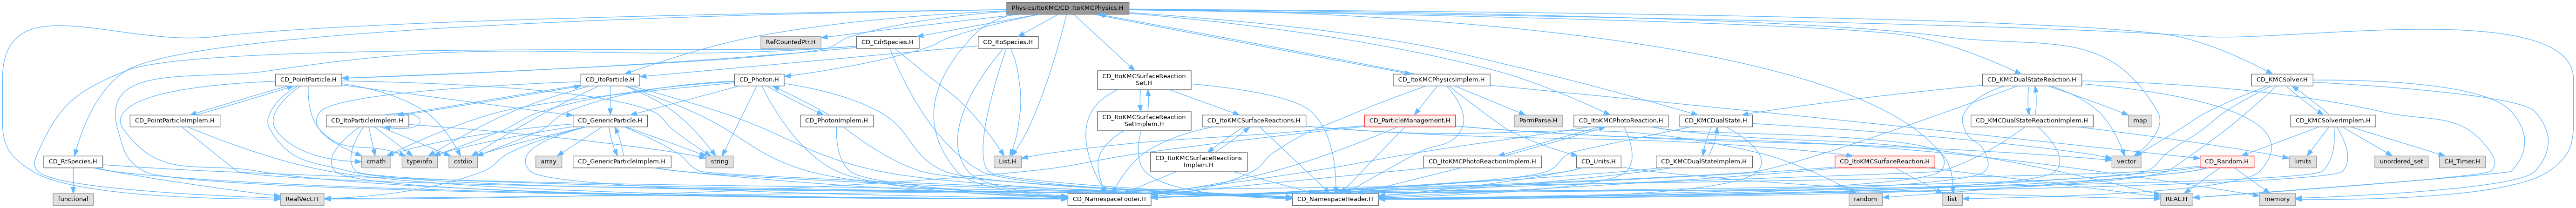 Physics/ItoKMC/CD_ItoKMCPhysics.H
RefCountedPtr.H
CD_CdrSpecies.H
CD_ItoSpecies.H
CD_PointParticle.H
CD_ItoParticle.H
CD_Photon.H
CD_ItoKMCSurfaceReaction
Set.H
CD_ItoKMCPhysicsImplem.H
CD_KMCDualStateReaction.H
CD_KMCSolver.H
CD_PointParticleImplem.H
CD_ItoParticleImplem.H
CD_GenericParticle.H
CD_PhotonImplem.H
CD_ItoKMCSurfaceReaction
SetImplem.H
CD_ItoKMCSurfaceReactions.H
CD_ParticleManagement.H
ParmParse.H
CD_ItoKMCPhotoReaction.H
CD_KMCDualState.H
CD_KMCDualStateReactionImplem.H
map
CD_KMCSolverImplem.H
CD_RtSpecies.H
cmath
typeinfo
cstdio
array
CD_GenericParticleImplem.H
string
List.H
CD_ItoKMCSurfaceReactions
Implem.H
CD_ItoKMCPhotoReactionImplem.H
CD_Units.H
CD_KMCDualStateImplem.H
CD_ItoKMCSurfaceReaction.H
vector
CD_Random.H
limits
unordered_set
CH_Timer.H
functional
RealVect.H
CD_NamespaceFooter.H
CD_NamespaceHeader.H
random
list
REAL.H
memory